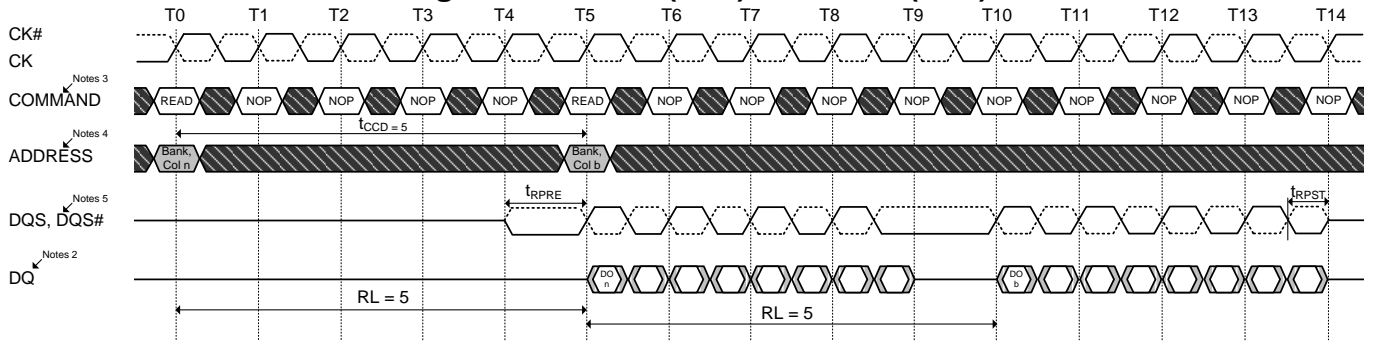 T0 T1 T2 T3 T4 T5 T6 T7 T8 T9 T10 T11 T12 T13 T14
CK#
CK
Notes 3
COMMAND READ NOP NOP NOP NOP READ NOP NOP NOP NOP NOP NOP NOP NOP NOP
tCCD = 5
Notes 4
ADDRESS Bank, Col n Bank, Col b
tRPRE tRPST
Notes 5
DQS, DQS#
Notes 2
DQ DO n DO b
RL = 5
RL = 5